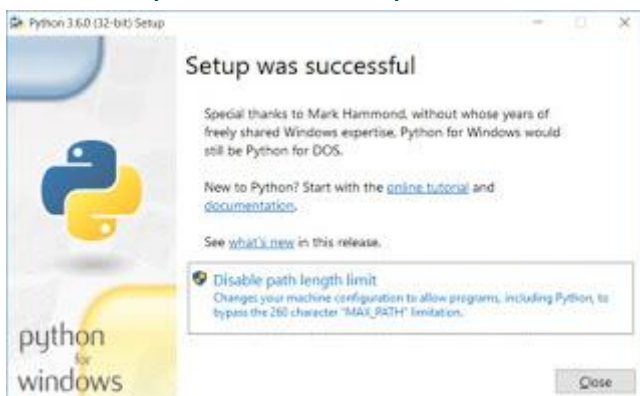 Python 3.6.0 (32-bit) Setup
Setup was successful
Special thanks to Mark Hammond, without whose years of
freely shared Windows expertise, Python for Windows would
still be Python for DOS.
New to Python? Start with the online tutorial and
documentation.
See what's new in this release.
Disable path length limit
Changes your machine configuration to allow programs, including Python, to
bypass the 260 character "MAX_PATH" limitation.
python
for
windows
Close